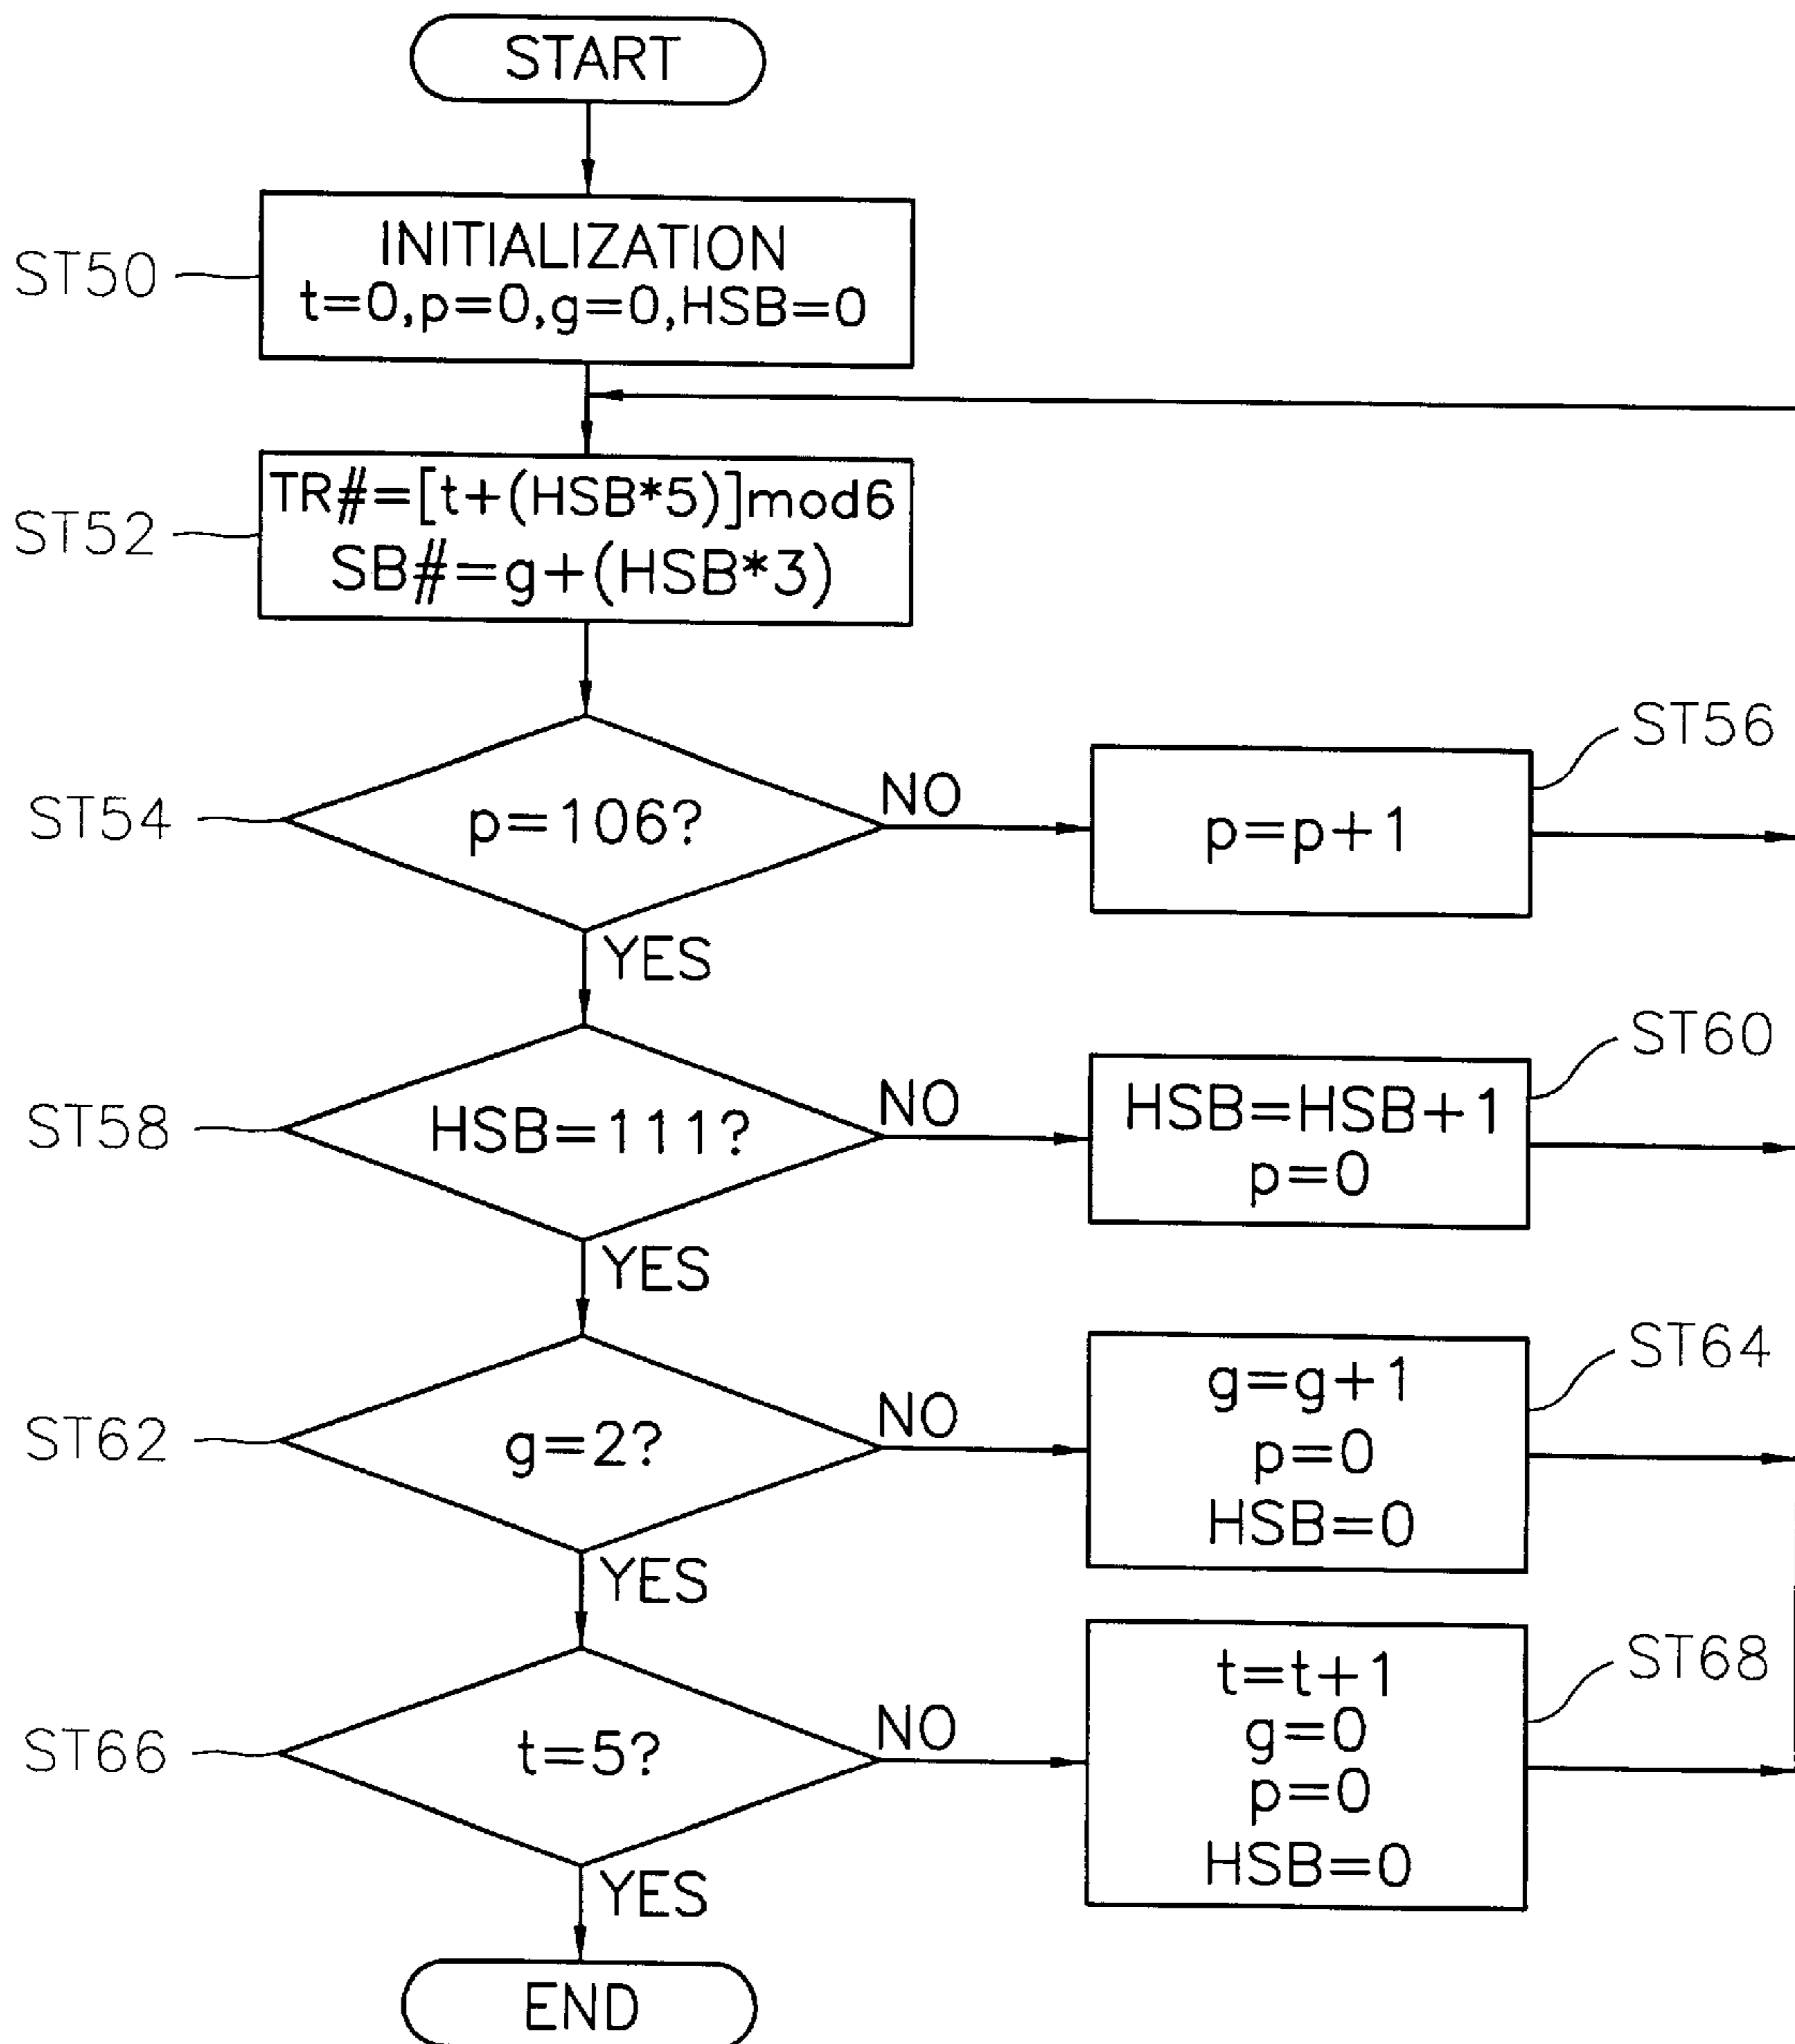 START
ST50
INITIALIZATION
t=0,p=0,g=0,HSB=0
ST52
TR#=[t+(HSB*5)]mod6
SB#=g+(HSB*3)
ST54
p=106?
NO
ST56
p=p+1
YES
ST58
HSB=111?
NO
ST60
HSB=HSB+1
p=0
YES
ST62
g=2?
NO
ST64
g=g+1
p=0
HSB=0
YES
ST66
t=5?
NO
ST68
t=t+1
g=0
p=0
HSB=0
YES
END